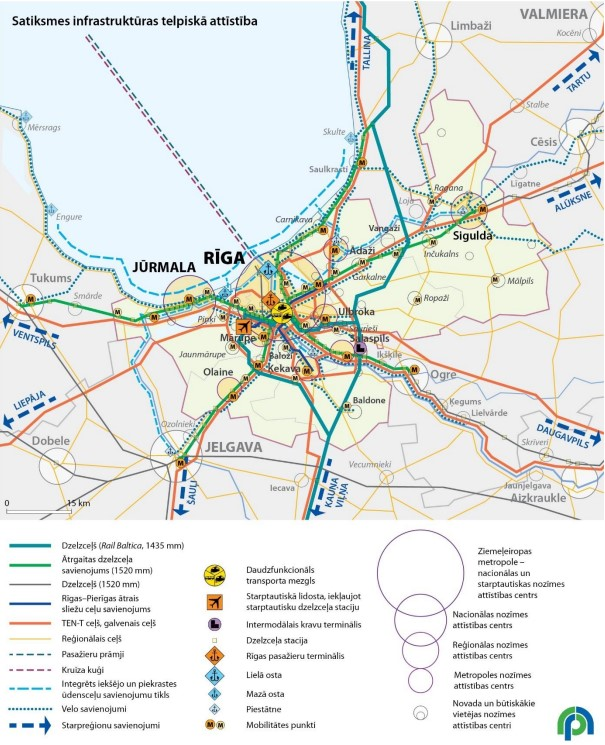 Satiksmes infrastruktūras telpiskā attīstība
VALMIERA
Limbaži
Kocēni
TALLINA
TARTU
Mērsrags
Skulte
Stalbe
Cēsis
Saulkrasti
Līgatne
Ragana
ALŪKSNE
Engure
Loja
Carnikava
Vangaži
Sigulda
RĪGA
Ādaži
Inčukalns
JŪRMALA
Garkalne
Tukums
Mālpils
Smārde
Ropaži
Piņķi
Ulbroka
VENTSPILS
Mārupe
Salaspils
Jaunmārupe
Baloži
Ikšķile
Olaine
Ķekava
Ogre
LIEPĀJA
Baldone
Ķegums
Lielvārde
DAUGAVPILS
Ozolnieki
Dobele
JELGAVA
Skrīveri
Vecumnieki
Iecava
Jaunjelgava
Aizkraukle
ŠAUĻI
KAUŅA
VIĻŅA
0 15 km
Dzelzceļš (Rail Baltica, 1435 mm)
Ātrgaitas dzelzceļa
savienojums (1520 mm)
Dzelzceļš (1520 mm)
Rīgas–Pierīgas ātrais
sliežu ceļu savienojums
TEN-T ceļš, galvenais ceļš
Reģionālais ceļš
Pasažieru prāmji
Kruīza kuģi
Integrēts iekšējo un piekrastes
ūdensceļu savienojumu tīkls
Velo savienojumi
Starpreģionu savienojumi
Daudzfunkcionāls
transporta mezgls
Starptautiskā lidosta, iekļaujot
starptautisku dzelzceļa staciju
Intermodālais kravu terminālis
Dzelzceļa stacija
Rīgas pasažieru terminālis
Lielā osta
Mazā osta
Piestātne
M M Mobilitātes punkti
Ziemeļeiropas
metropole –
nacionālas un
starptautiskas nozīmes
attīstības centrs
Nacionālas nozīmes
attīstības centrs
Reģionālas nozīmes
attīstības centrs
Metropoles nozīmes
attīstības centrs
Novada un būtiskākie
vietējas nozīmes
attīstības centri